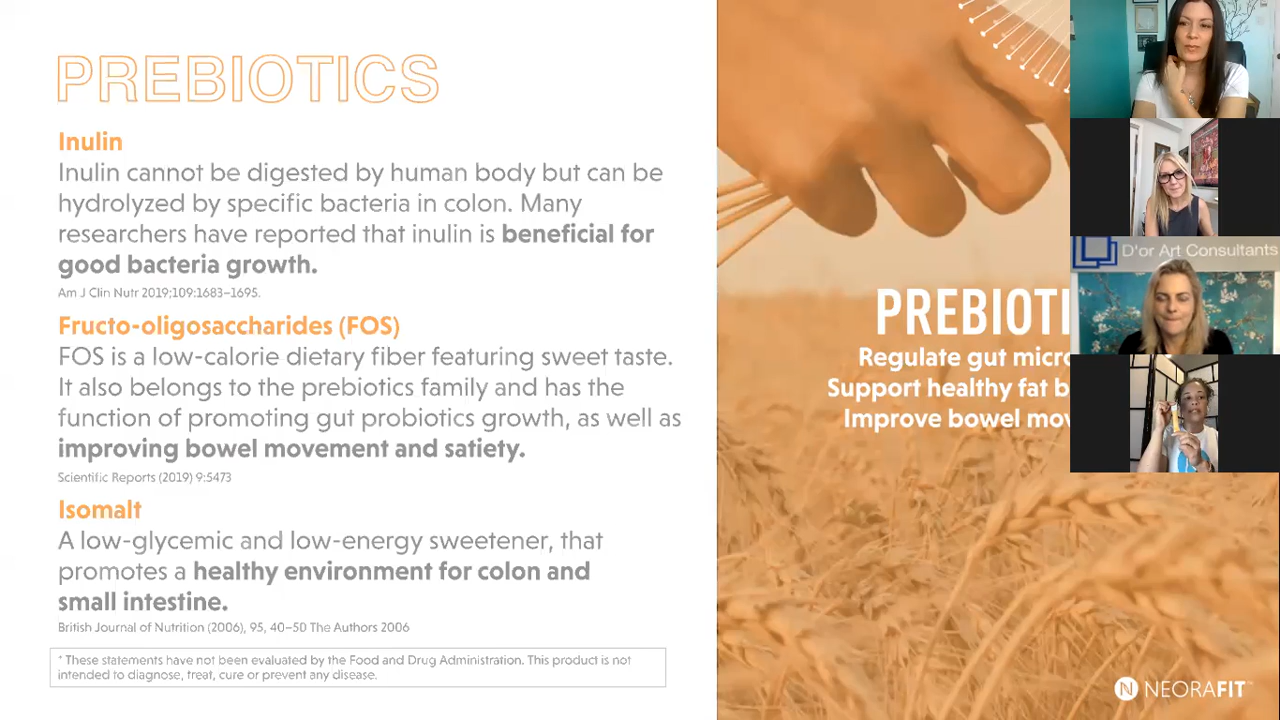 PREBIOTICS
Inulin
Inulin cannot be digested by human body but can be
hydrolyzed by specific bacteria in colon. Many
researchers have reported that inulin is beneficial for
good bacteria growth.
Am J Clin Nutr 2019;109:1683–1695.
Fructo-oligosaccharides (FOS)
FOS is a low-calorie dietary fiber featuring sweet taste.
It also belongs to the prebiotics family and has the
function of promoting gut probiotics growth, as well as
improving bowel movement and satiety.
Scientific Reports (2019) 9:5473
Isomalt
A low-glycemic and low-energy sweetener, that
promotes a healthy environment for colon and
small intestine.
British Journal of Nutrition (2006), 95, 40–50 The Authors 2006
* These statements have not been evaluated by the Food and Drug Administration. This product is not
intended to diagnose, treat, cure or prevent any disease.
PREBIOTI
Regulate gut micro
Support healthy fat b
Improve bowel mov
D'or Art Consultants
N NEORAFIT™